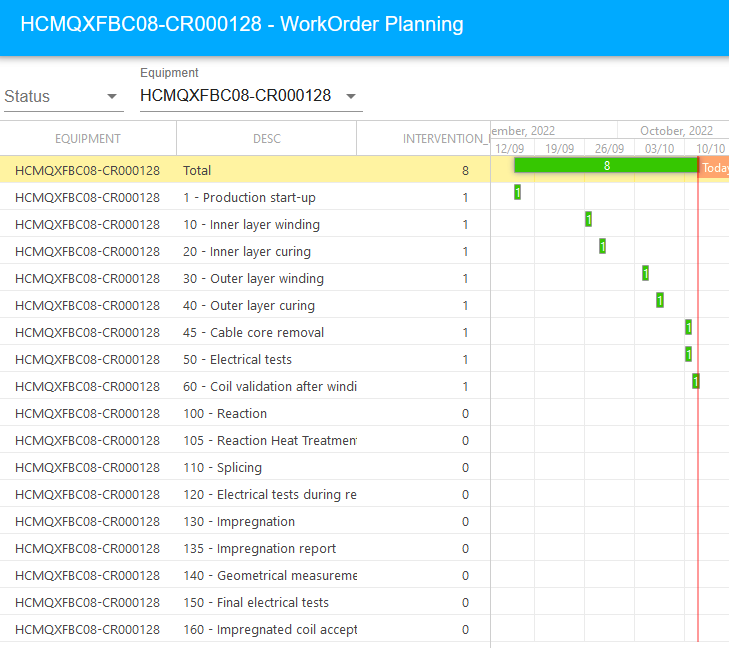 HCMQXFBC08-CR000128 - WorkOrder Planning
Equipment
Status HCMQXFBC08-CR000128
ember, 2022 October, 2022
EQUIPMENT DESC INTERVENTION_
12/09 19/09 26/09 03/10 10/10
HCMQXFBC08-CR000128 Total 8 8 Today
HCMQXFBC08-CR000128 1 - Production start-up 1 1
HCMQXFBC08-CR000128 10 - Inner layer winding 1 1
HCMQXFBC08-CR000128 20 - Inner layer curing 1 1
HCMQXFBC08-CR000128 30 - Outer layer winding 1 1
HCMQXFBC08-CR000128 40 - Outer layer curing 1 1
HCMQXFBC08-CR000128 45 - Cable core removal 1 1
HCMQXFBC08-CR000128 50 - Electrical tests 1 1
HCMQXFBC08-CR000128 60 - Coil validation after windi 1 1
HCMQXFBC08-CR000128 100 - Reaction 0
HCMQXFBC08-CR000128 105 - Reaction Heat Treatmen 0
HCMQXFBC08-CR000128 110 - Splicing 0
HCMQXFBC08-CR000128 120 - Electrical tests during re 0
HCMQXFBC08-CR000128 130 - Impregnation 0
HCMQXFBC08-CR000128 135 - Impregnation report 0
HCMQXFBC08-CR000128 140 - Geometrical measureme 0
HCMQXFBC08-CR000128 150 - Final electrical tests 0
HCMQXFBC08-CR000128 160 - Impregnated coil accept 0